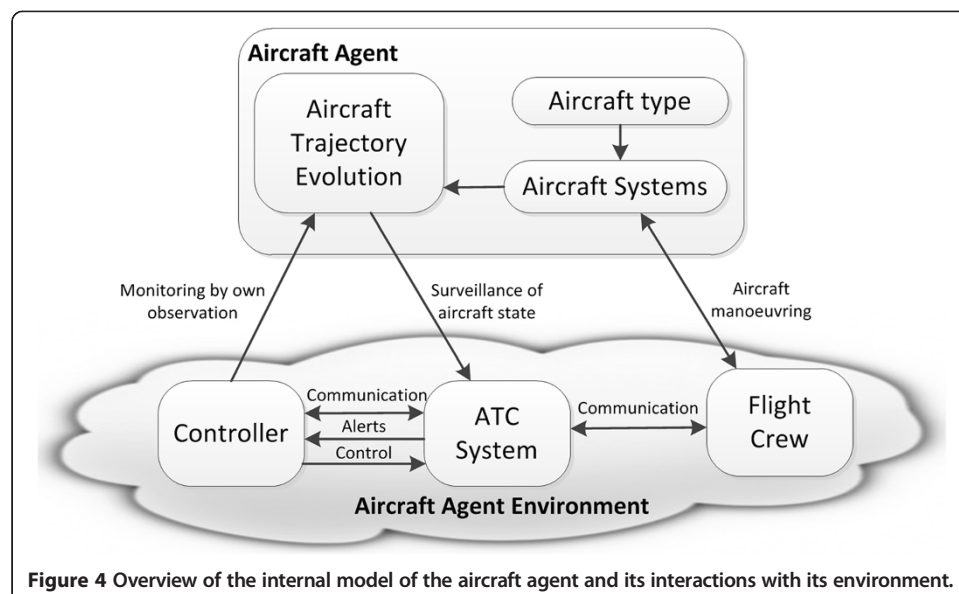 Aircraft Agent
Aircraft
Trajectory
Evolution
Aircraft type
Aircraft Systems
Monitoring by own
observation
Surveillance of
aircraft state
Aircraft
manoeuvring
Controller
Communication
Alerts
Control
ATC
System
Communication
Flight
Crew
Aircraft Agent Environment
Figure 4 Overview of the internal model of the aircraft agent and its interactions with its environment.